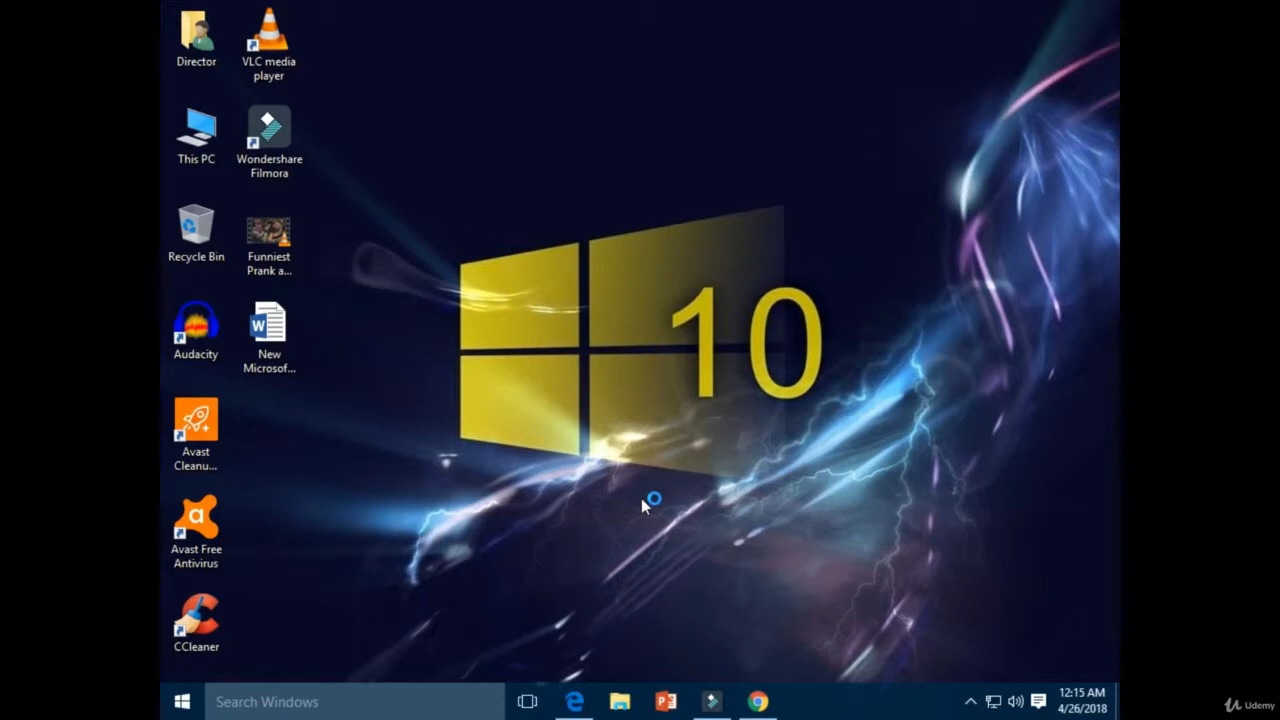 Director
VLC media
player
This PC
Wondershare
Filmora
Recycle Bin
Funniest
Prank a...
Audacity
New
Microsof...
Avast
Cleanu...
Avast Free
Antivirus
CCleaner
10
Search Windows
12:15 AM
4/26/2018
Udemy